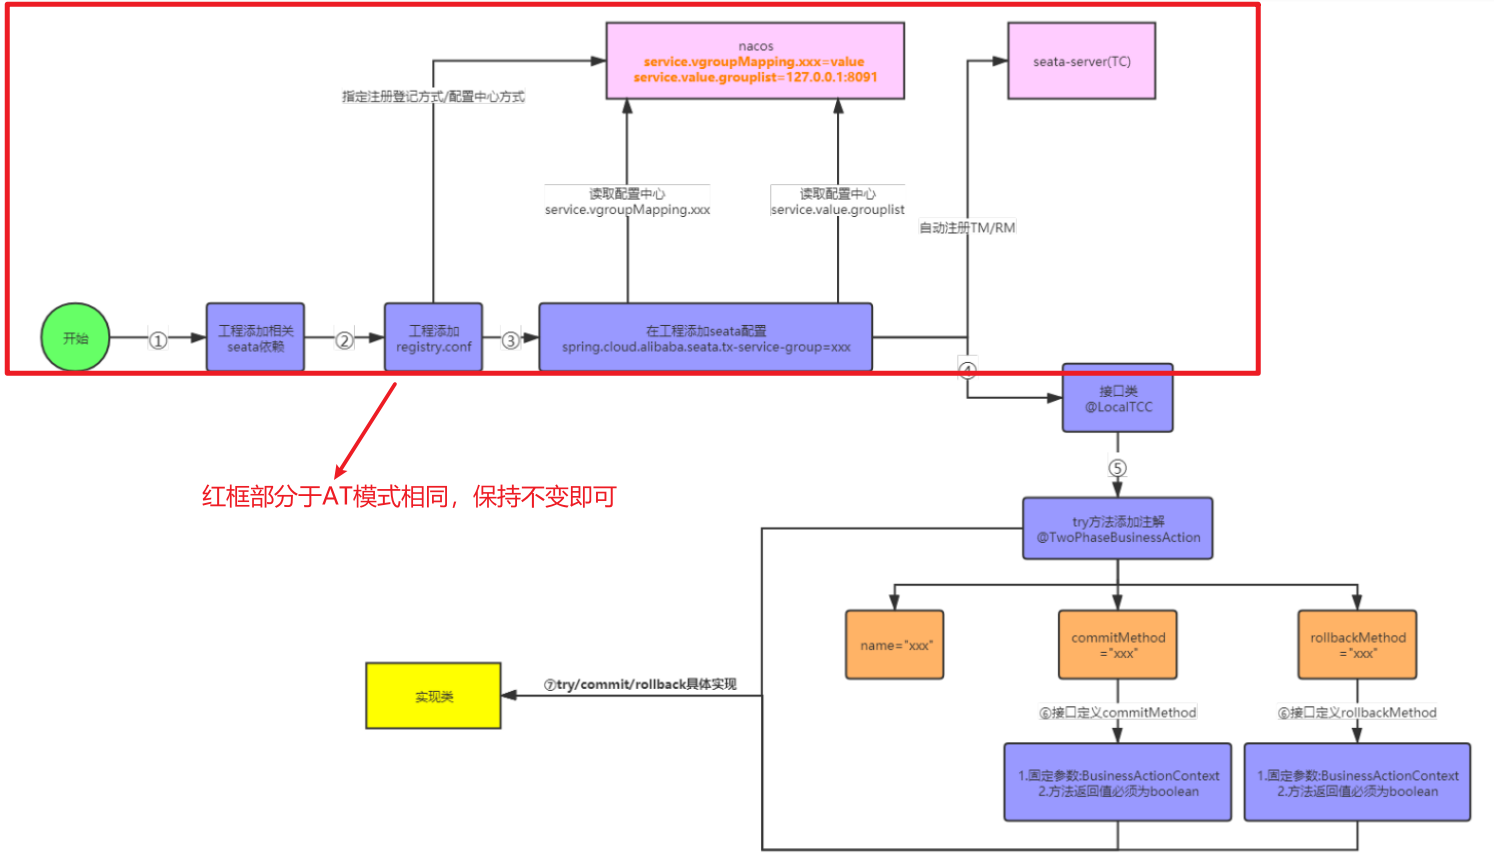 nacos
service.vgroupMapping.xxx=value
service.value.grouplist=127.0.0.1:8091
seata-server(TC)
指定注册登记方式/配置中心方式
读取配置中心
service.vgroupMapping.xxx
读取配置中心
service.value.grouplist
自动注册TM/RM
开始
①
工程添加相关
seata依赖
②
工程添加
registry.conf
③
在工程添加seata配置
spring.cloud.alibaba.seata.tx-service-group=xxx
④
接口类
@LocalTCC
⑤
红框部分于AT模式相同，保持不变即可
try方法添加注解
@TwoPhaseBusinessAction
name="xxx"
commitMethod
="xxx"
rollbackMethod
="xxx"
⑦try/commit/rollback具体实现
实现类
⑥接口定义commitMethod
⑥接口定义rollbackMethod
1.固定参数:BusinessActionContext
2.方法返回值必须为boolean
1.固定参数:BusinessActionContext
2.方法返回值必须为boolean